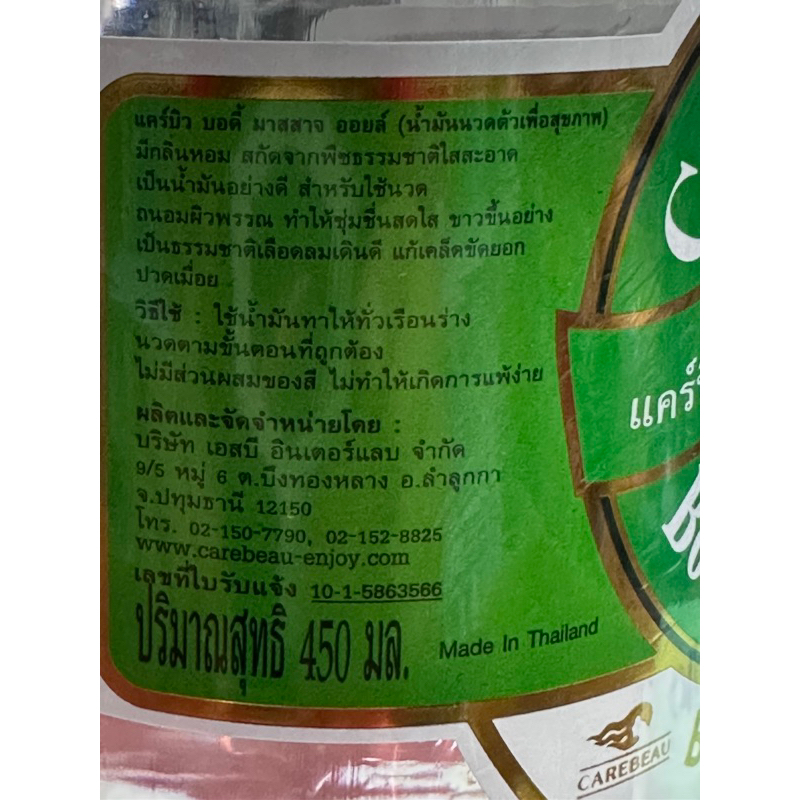 แคร์บิว บอดี้ มาสสาจ ออยล์ (น้ำมันนวดตัวเพื่อสุขภาพ)
มีกลิ่นหอม สกัดจากพืชธรรมชาติใสสะอาด
เป็นน้ำมันอย่างดี สำหรับใช้นวด
ถนอมผิวพรรณ ทำให้ชุ่มชื่นสดใส ขาวขึ้นอย่าง
เป็นธรรมชาติเลือดลมเดินดี แก้เคล็ดขัดยอก
ปวดเมื่อย
วิธีใช้ : ใช้น้ำมันทาให้ทั่วเรือนร่าง
นวดตามขั้นตอนที่ถูกต้อง
ไม่มีส่วนผสมของสี ไม่ทำให้เกิดการแพ้ง่าย
ผลิตและจัดจำหน่ายโดย :
บริษัท เอสบี อินเตอร์แลบ จำกัด
9/5 หมู่ 6 ต.บึงทองหลาง อ.ลำลูกกา
จ.ปทุมธานี 12150
โทร. 02-150-7790, 02-152-8825
www.carebeau-enjoy.com
เลขที่ใบรับแจ้ง 10-1-5863566
ปริมาณสุทธิ 450 มล. Made In Thailand
แคร์
CAREBEAU